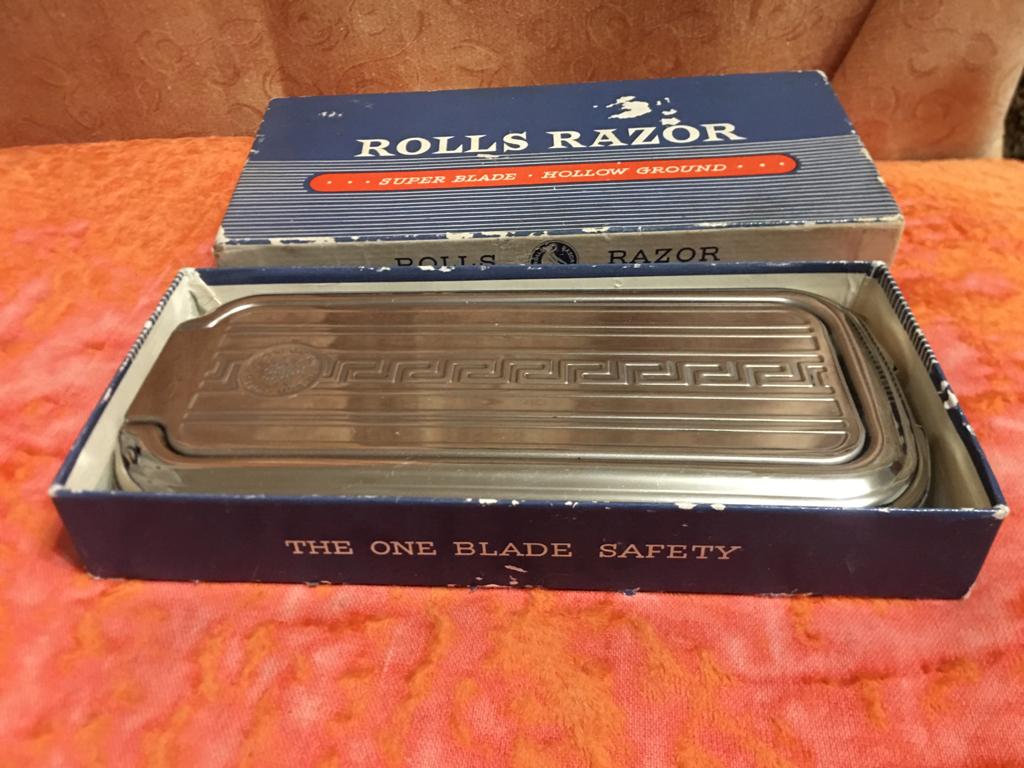 ROLLS RAZOR
· · · SUPER BLADE · HOLLOW GROUND · · ·
ROLLS RAZOR
THE ONE BLADE SAFETY